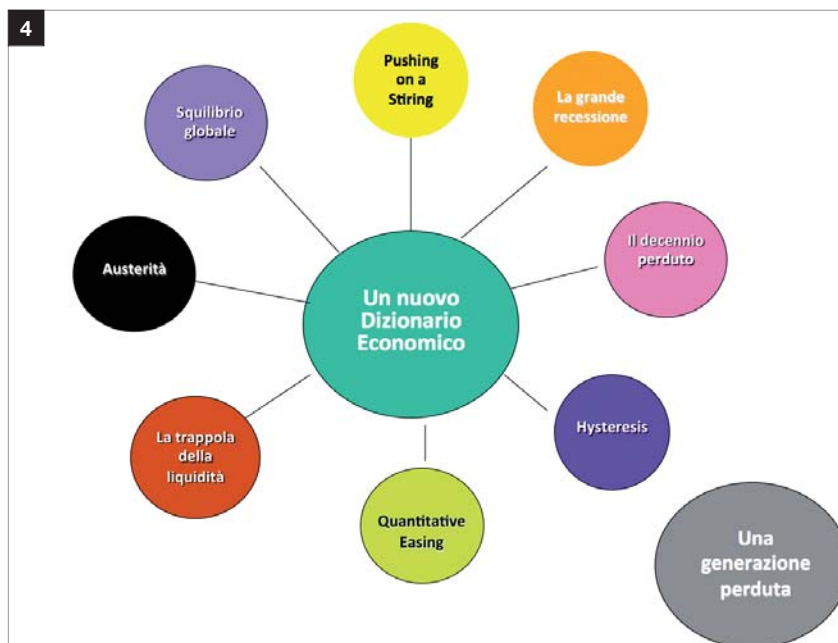 4
Pushing
on a
Stiring
La grande
recessione
Squilibrio
globale
Il decennio
perduto
Austerità
Un nuovo
Dizionario
Economico
Hysteresis
La trappola
della
liquidità
Quantitative
Easing
Una
generazione
perduta